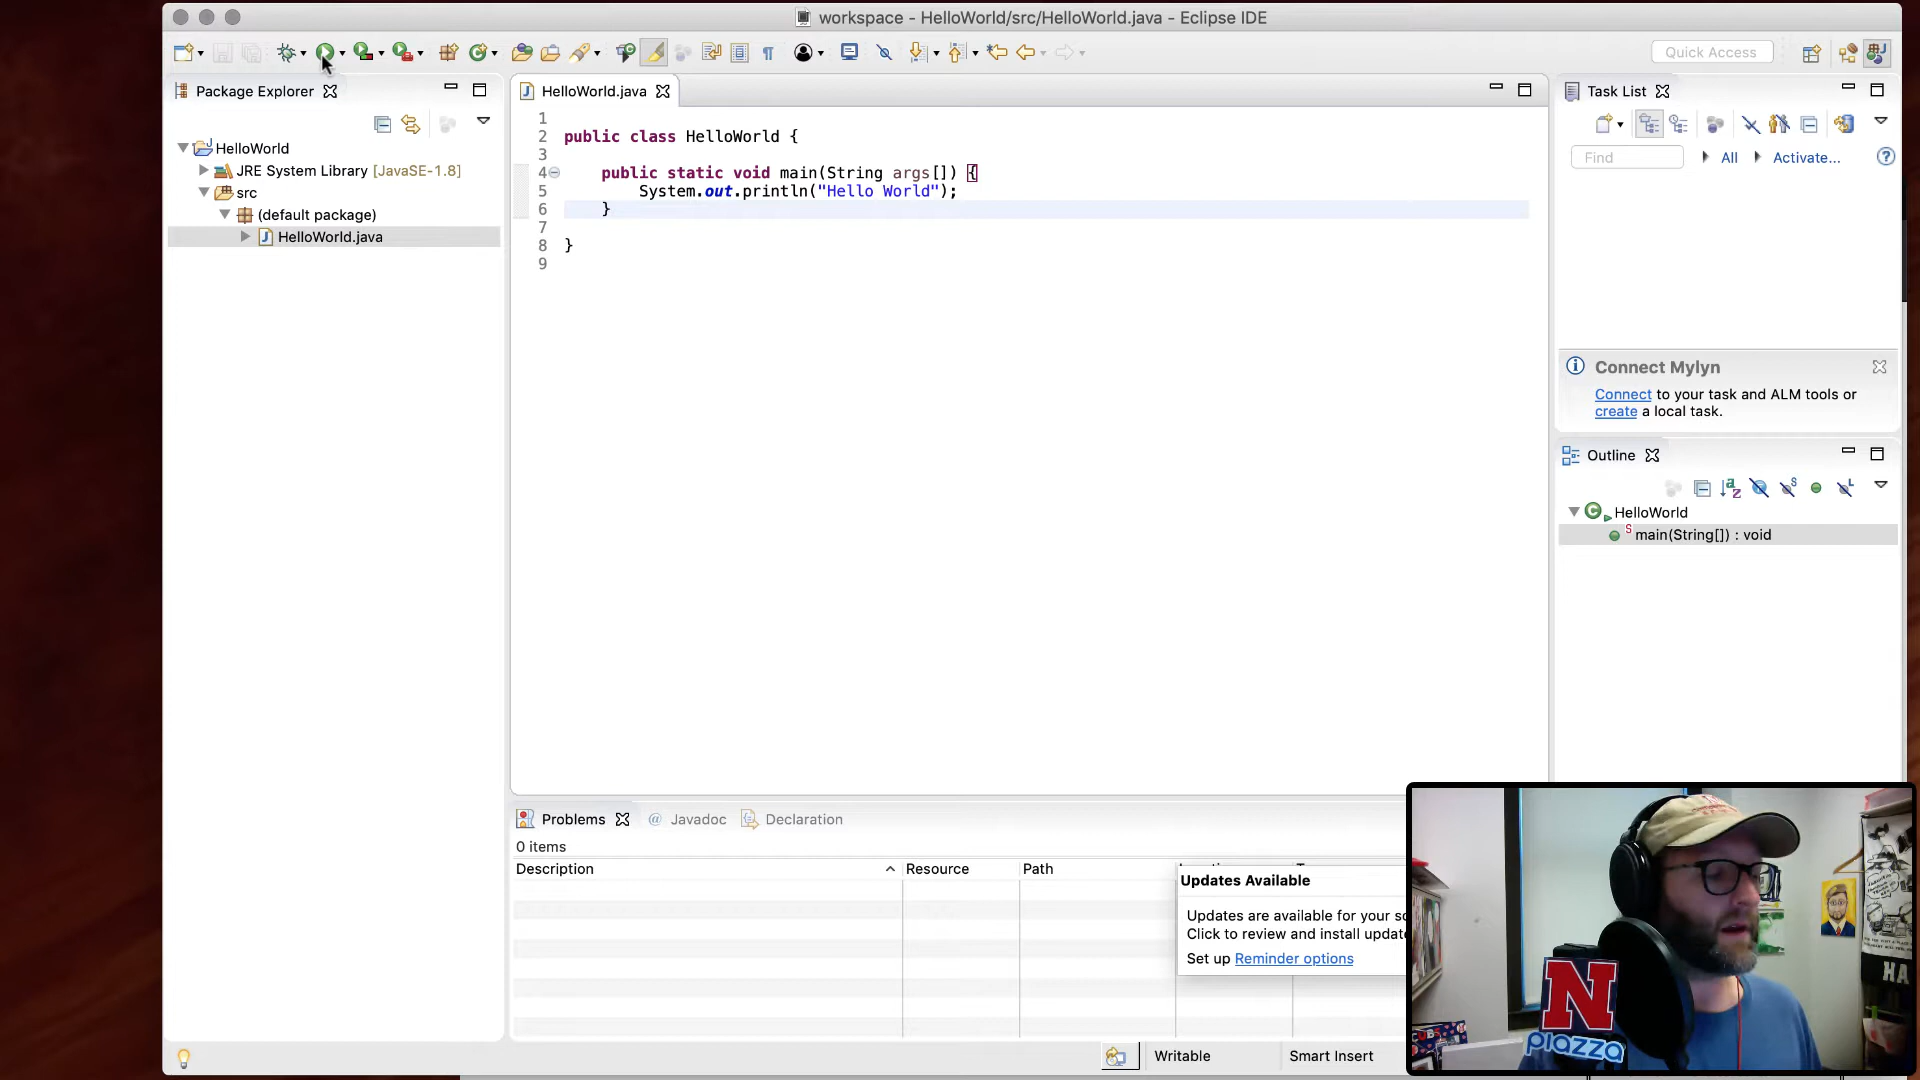 workspace - HelloWorld/src/HelloWorld.java - Eclipse IDE
Quick Access
Package Explorer
HelloWorld.java
Task List
1
2 public class HelloWorld {
3
4 public static void main(String args[]) {
5 System.out.println("Hello World");
6 }
7
8 }
9
HelloWorld
JRE System Library [JavaSE-1.8]
src
(default package)
HelloWorld.java
Find
All
Activate...
Connect Mylyn
Connect to your task and ALM tools or
create a local task.
Outline
HelloWorld
main(String[]) : void
Problems
Javadoc
Declaration
0 items
Description
Resource
Path
Updates Available
Updates are available for your
Click to review and install
Set up Reminder options
Writable
Smart Insert
N
piazza
HA